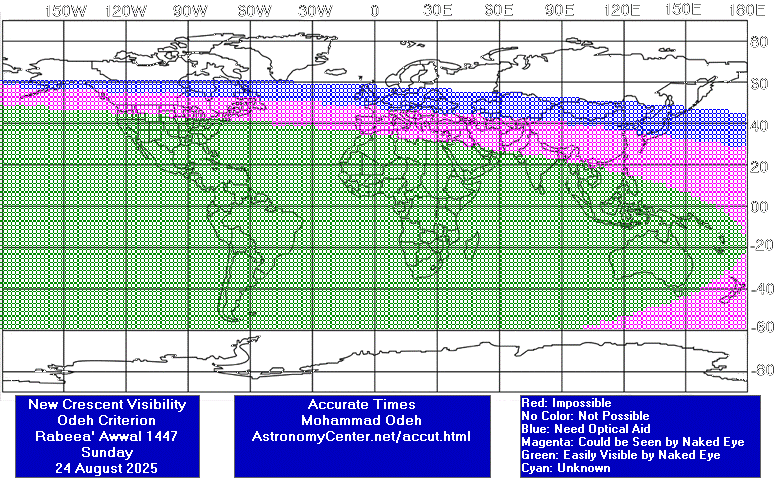 150W 120W 90W 60W 30W 0 30E 60E 90E 120E 150E 180E
80
60
40
20
00
-20
-40
-60
-80
New Crescent Visibility
Odeh Criterion
Rabeea' Awwal 1447
Sunday
24 August 2025
Accurate Times
Mohammad Odeh
AstronomyCenter.net/accut.html
Red: Impossible
No Color: Not Possible
Blue: Need Optical Aid
Magenta: Could be Seen by Naked Eye
Green: Easily Visible by Naked Eye
Cyan: Unknown